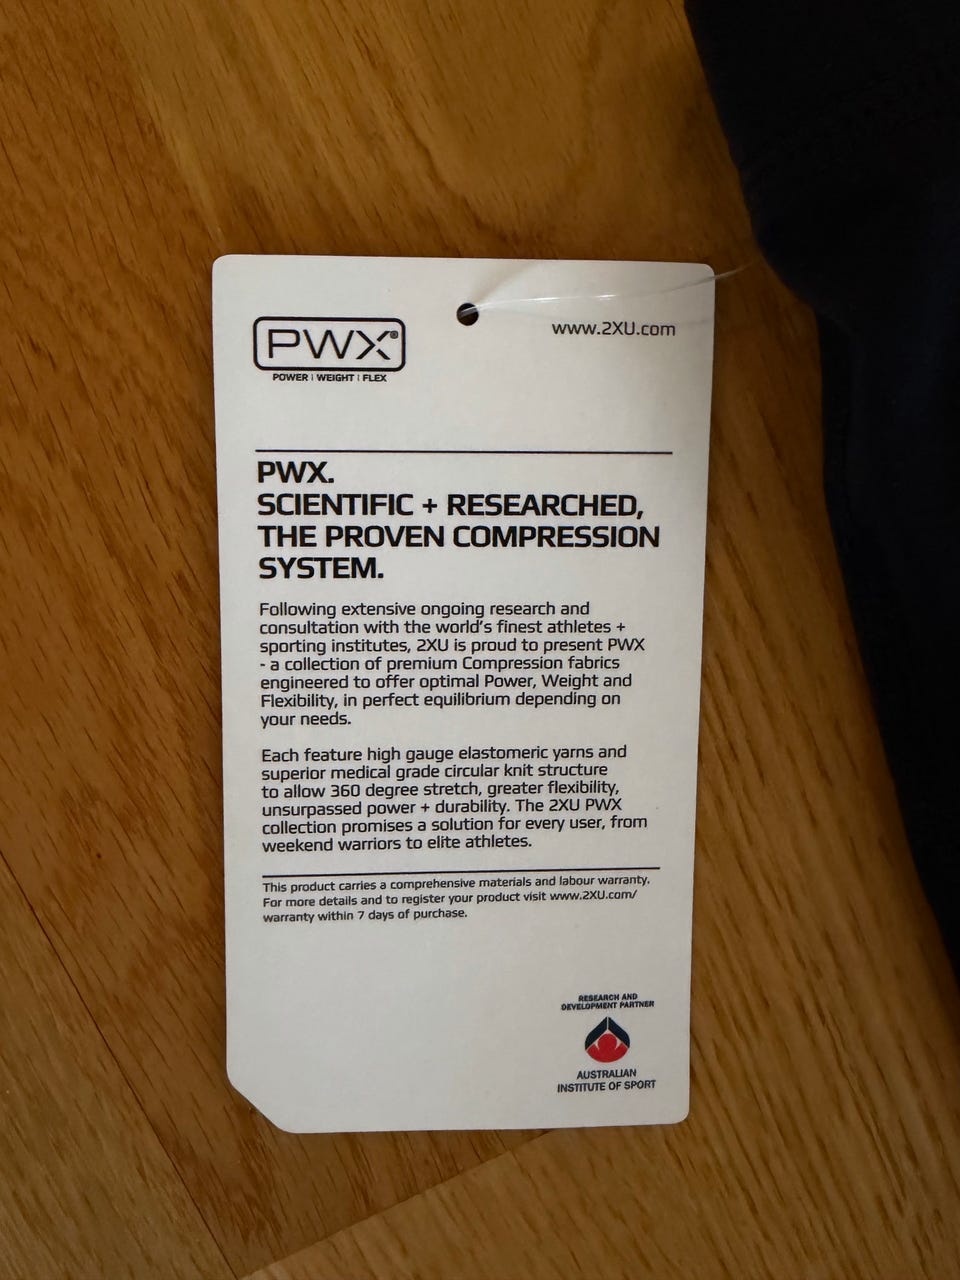 PWX®
POWER | WEIGHT | FLEX
www.2XU.com
PWX.
SCIENTIFIC + RESEARCHED,
THE PROVEN COMPRESSION
SYSTEM.
Following extensive ongoing research and
consultation with the world's finest athletes +
sporting institutes, 2XU is proud to present PWX
- a collection of premium Compression fabrics
engineered to offer optimal Power, Weight and
Flexibility, in perfect equilibrium depending on
your needs.
Each feature high gauge elastomeric yarns and
superior medical grade circular knit structure
to allow 360 degree stretch, greater flexibility,
unsurpassed power + durability. The 2XU PWX
collection promises a solution for every user, from
weekend warriors to elite athletes.
This product carries a comprehensive materials and labour warranty.
For more details and to register your product visit www.2XU.com/
warranty within 7 days of purchase.
RESEARCH AND
DEVELOPMENT PARTNER
AUSTRALIAN
INSTITUTE OF SPORT